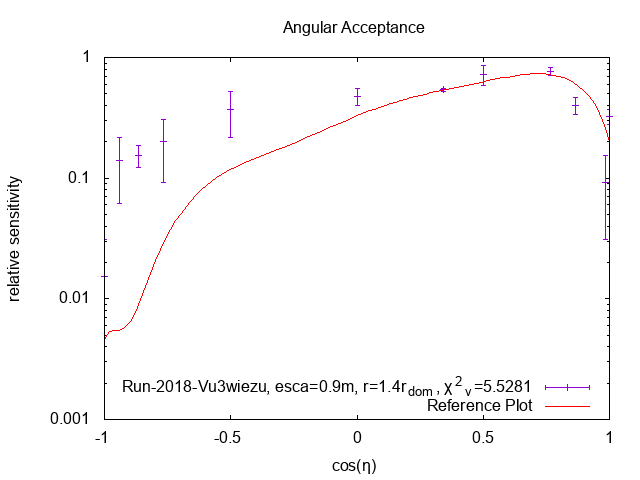 Angular Acceptance
1
0.1
0.01
0.001
relative sensitivity
Run-2018-Vu3wiezu, esca=0.9m, r=1.4r_dom, χ²_v=5.5281
Reference Plot
-1 -0.5 0 0.5 1
cos(η)